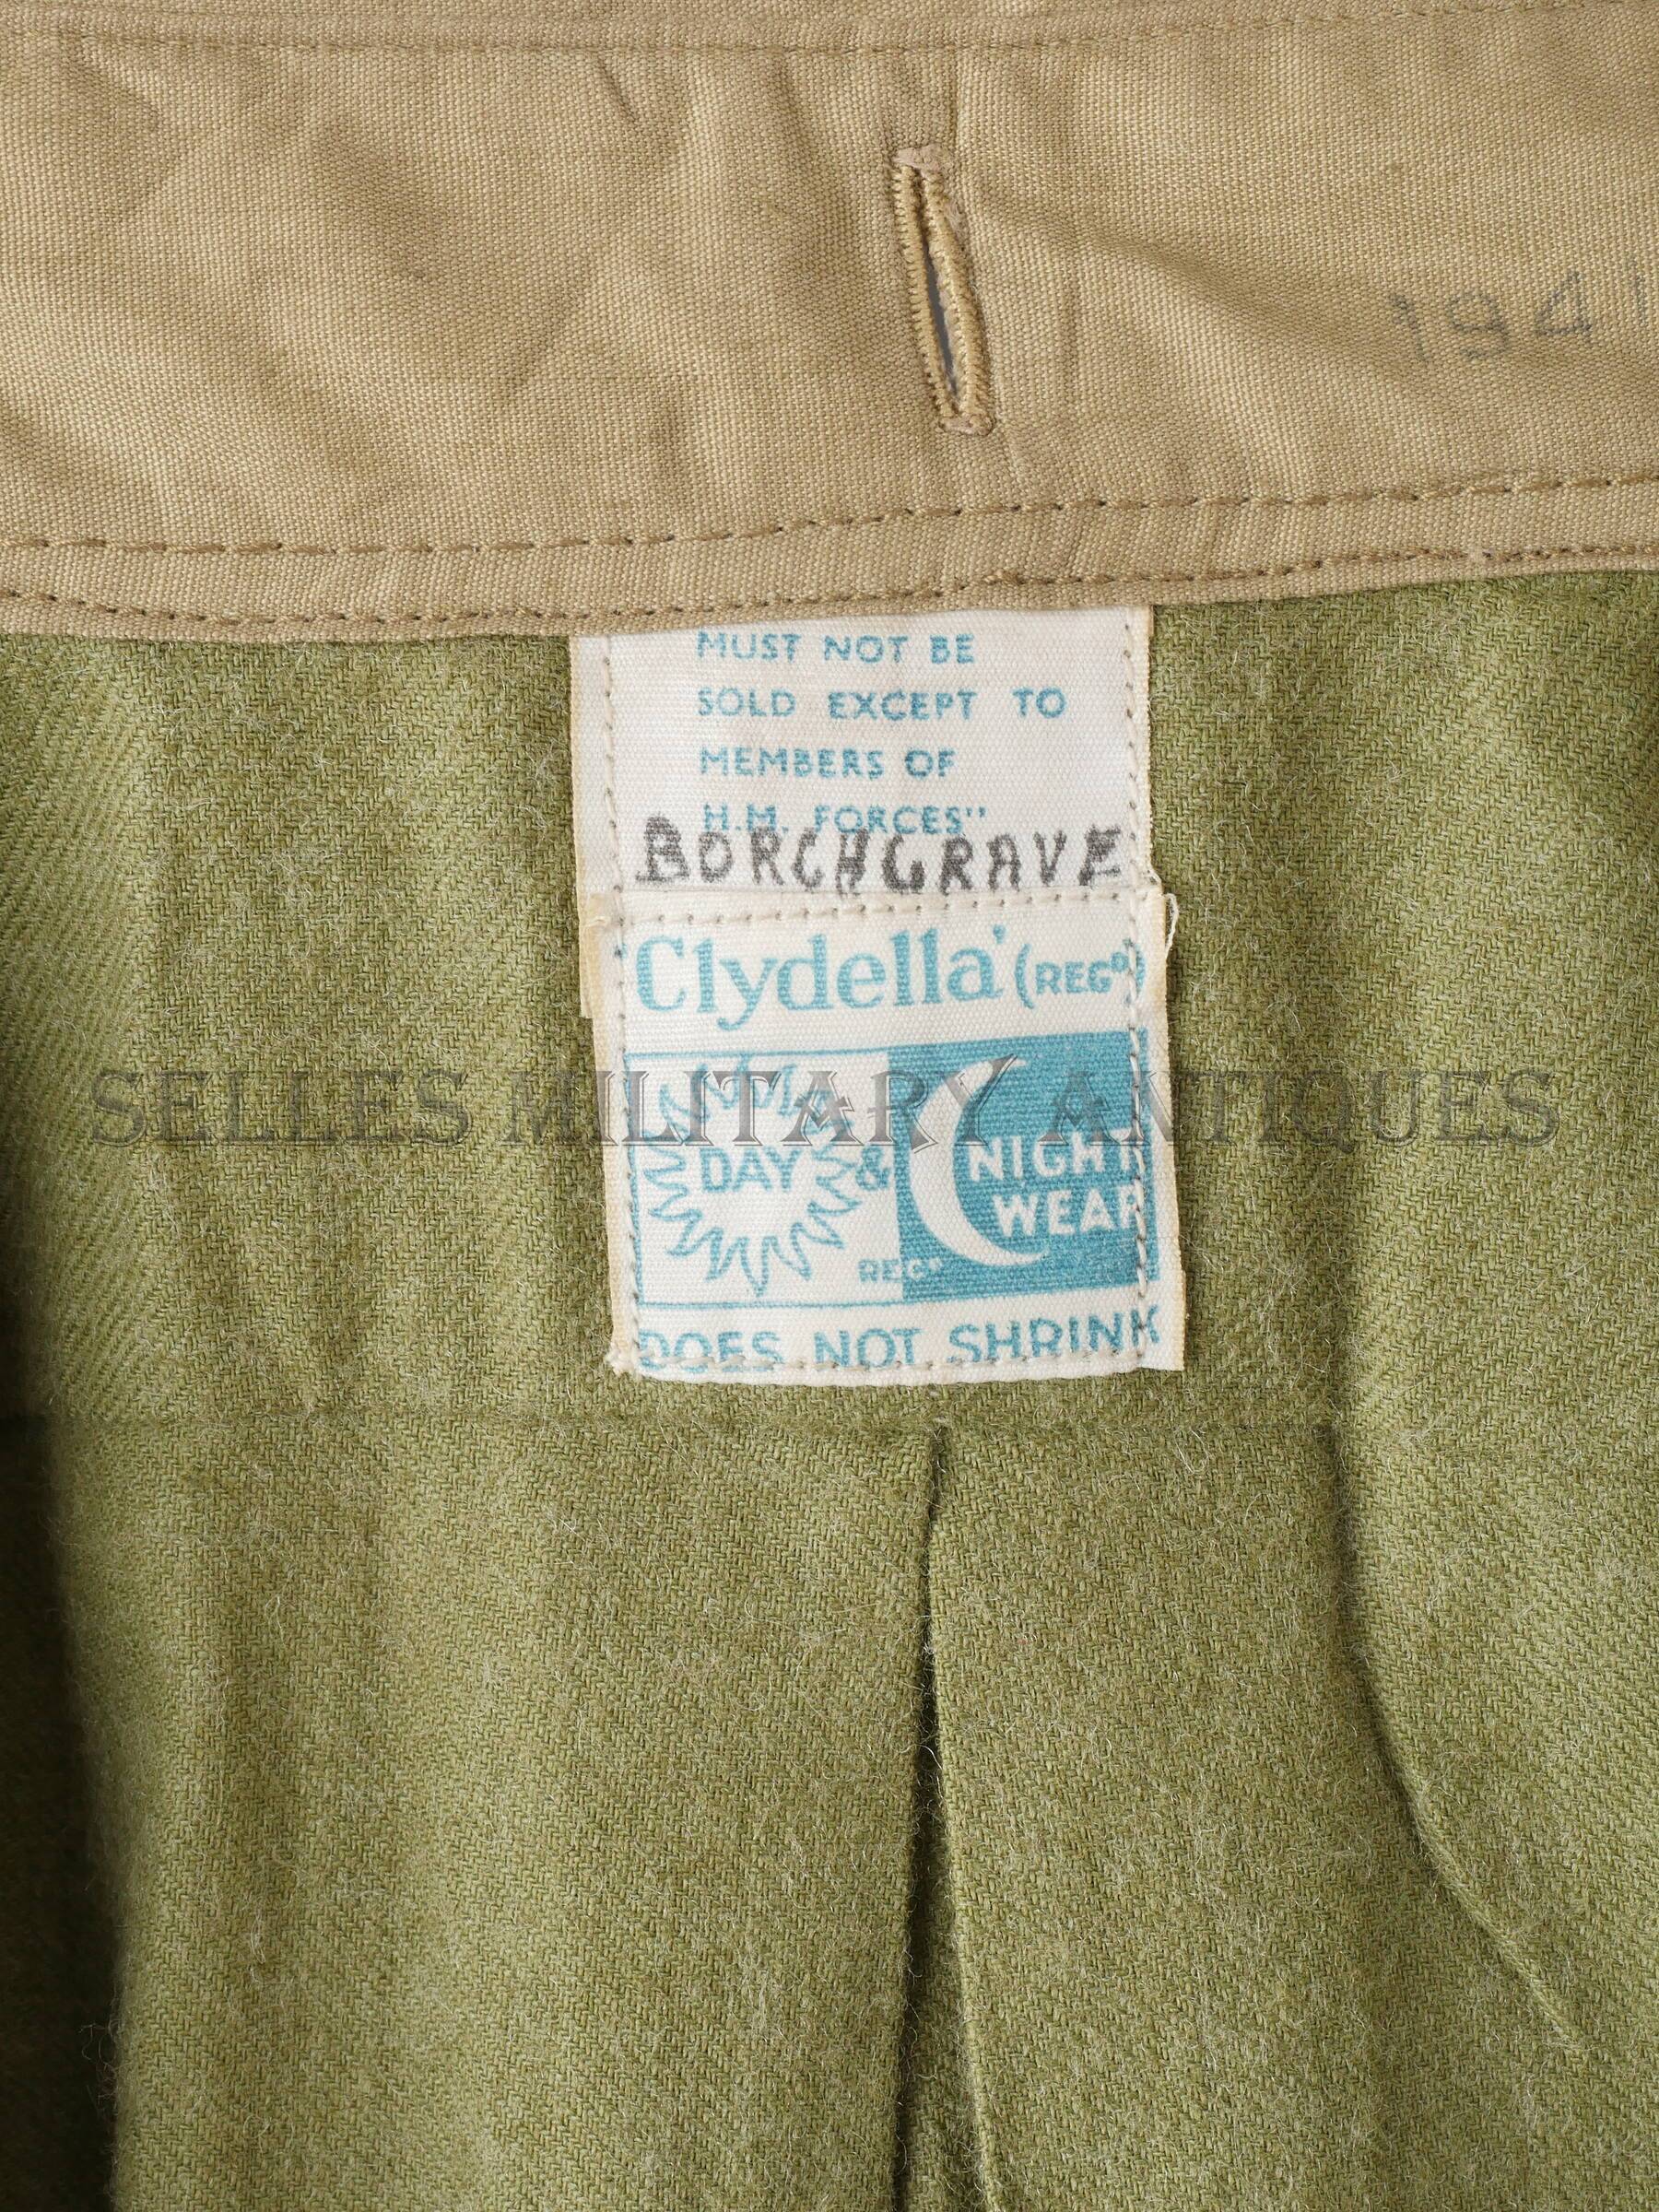 1941
MUST NOT BE
SOLD EXCEPT TO
MEMBERS OF
H.M. FORCES"
BORCHGRAVE
Clydella' (REGD)
SELLES MILITARY ANTIQUES
DAY & NIGHT
WEAR
REGD
DOES NOT SHRINK